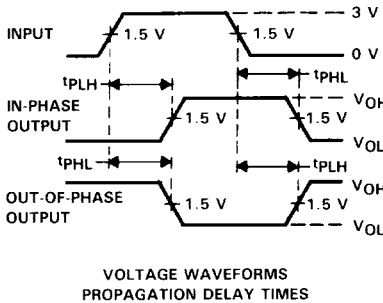 3 V
INPUT
1.5 V
1.5 V
0 V
tPLH
tPHL
IN-PHASE
OUTPUT
VOH
1.5 V
1.5 V
VOL
tPHL
tPLH
OUT-OF-PHASE
OUTPUT
VOH
1.5 V
1.5 V
VOL
VOLTAGE WAVEFORMS
PROPAGATION DELAY TIMES